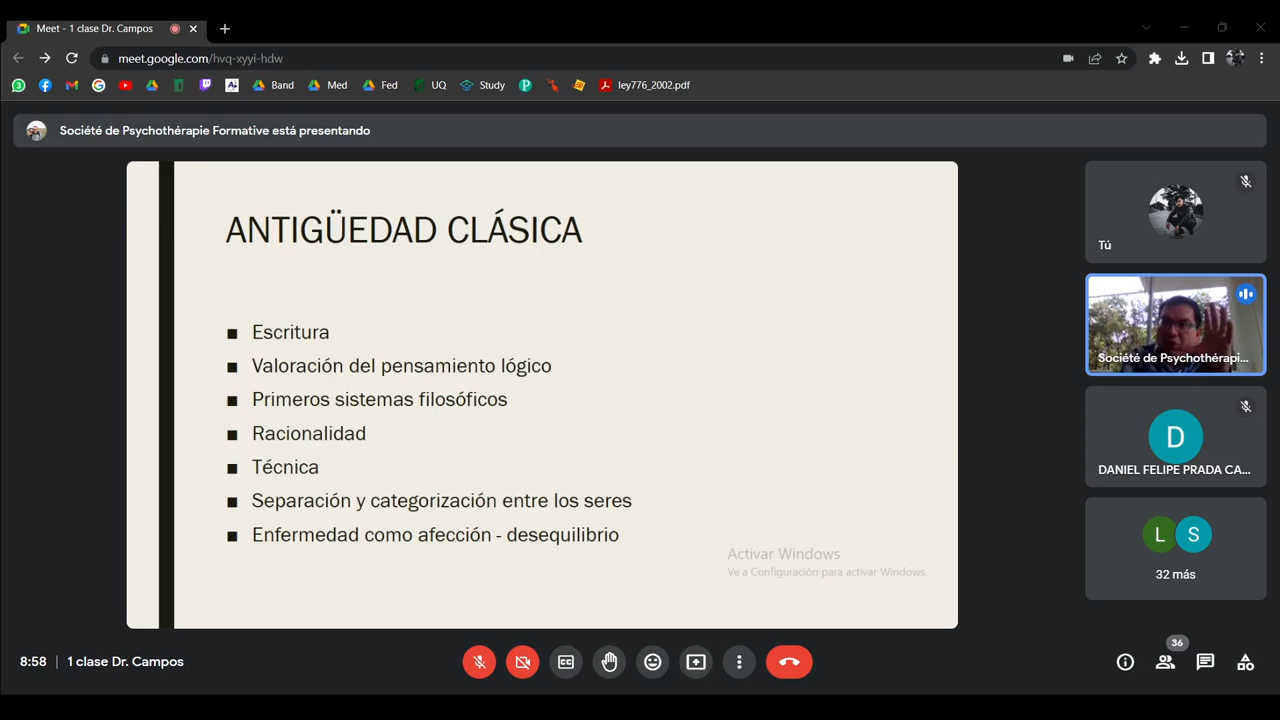 Meet - 1 clase Dr. Campos
meet.google.com/hvq-xyyi-hdw
Band
Med
Fed
UQ
Study
ley776_2002.pdf
Société de Psychothérapie Formative está presentando
ANTIGÜEDAD CLÁSICA
■ Escritura
■ Valoración del pensamiento lógico
■ Primeros sistemas filosóficos
■ Racionalidad
■ Técnica
■ Separación y categorización entre los seres
■ Enfermedad como afección - desequilibrio
Activar Windows
Ve a Configuración para activar Windows.
Tú
Société de Psychothérapi...
D
DANIEL FELIPE PRADA CA...
L S
32 más
8:58 | 1 clase Dr. Campos
36